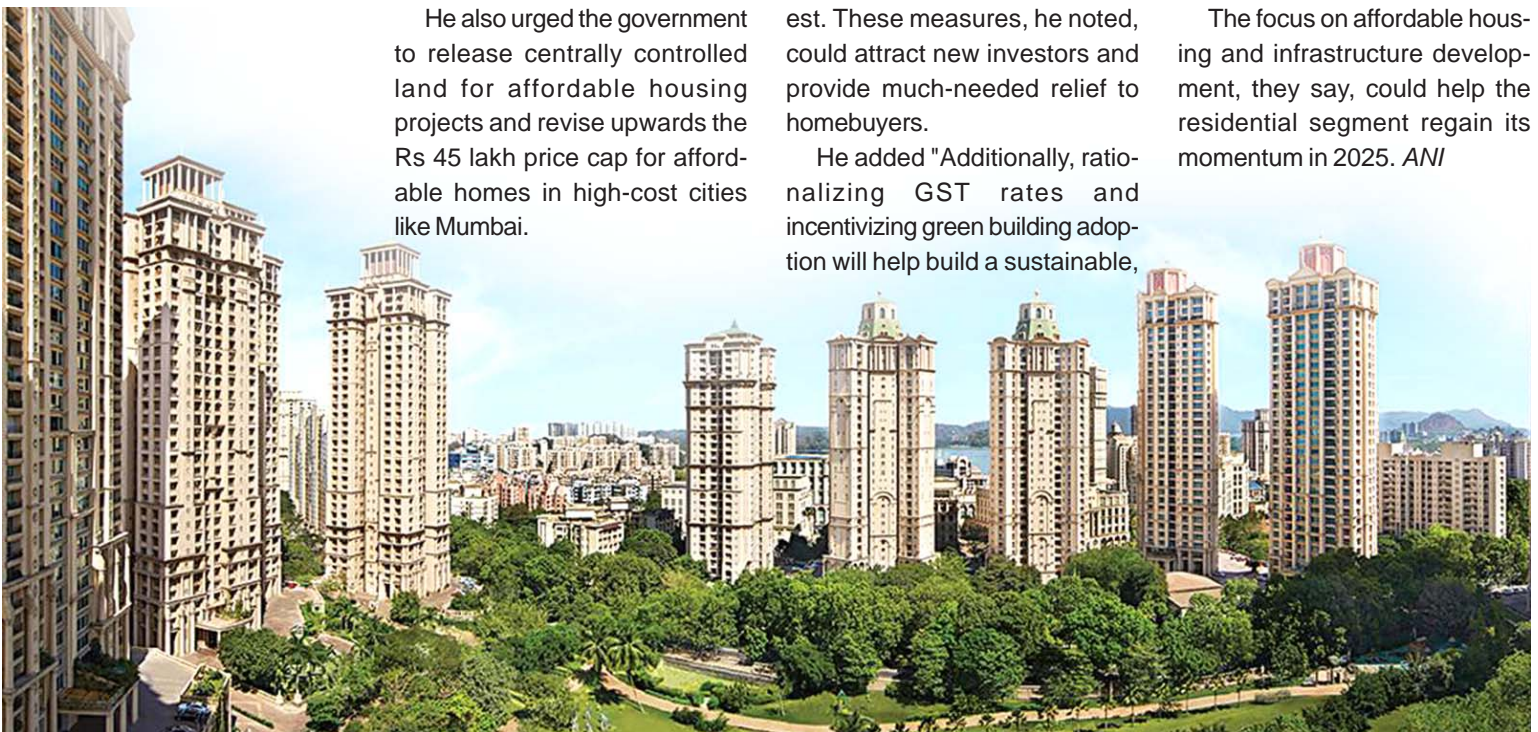 He also urged the government
to release centrally controlled
land for affordable housing
projects and revise upwards the
Rs 45 lakh price cap for afford-
able homes in high-cost cities
like Mumbai.
est. These measures, he noted,
could attract new investors and
provide much-needed relief to
homebuyers.
He added "Additionally, ratio-
nalizing GST rates and
incentivizing green building adop-
tion will help build a sustainable,
The focus on affordable hous-
ing and infrastructure develop-
ment, they say, could help the
residential segment regain its
momentum in 2025. ANI